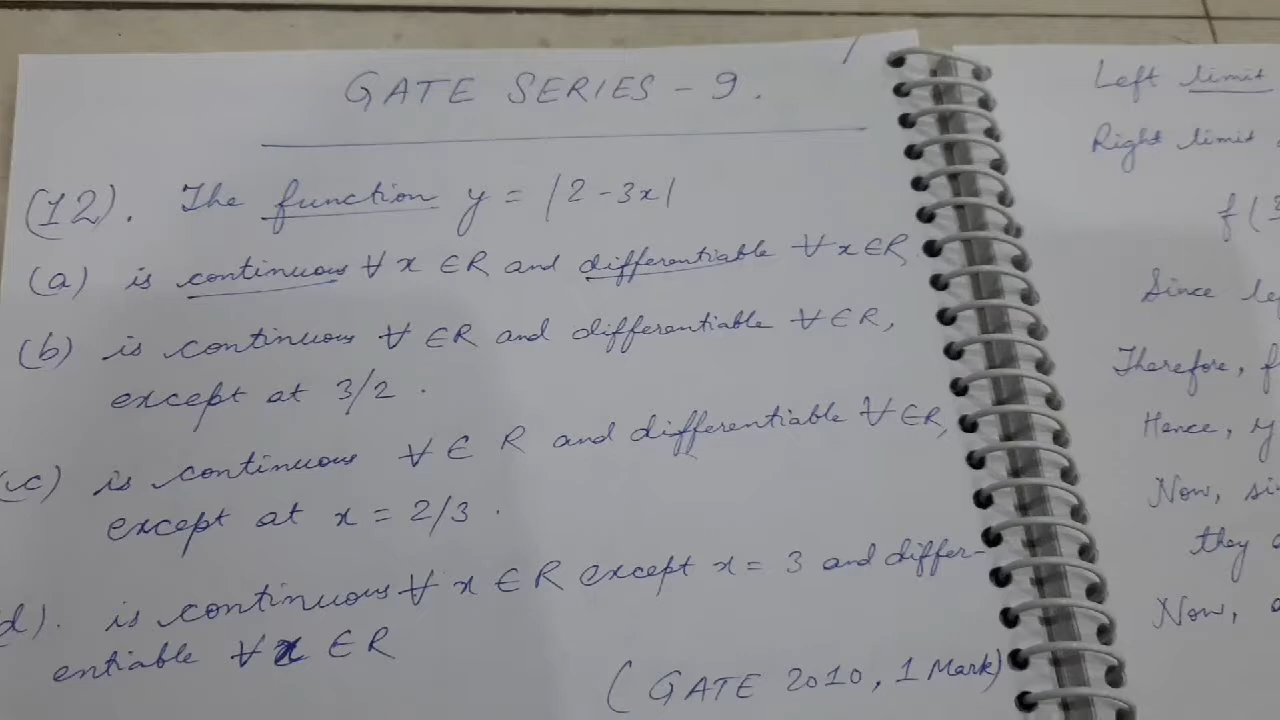 GATE SERIES - 9.
(12). The function y = |2-3x|
(a) is continuous ∀ x ∈R and differentiable ∀ x∈R,
(b) is continuous ∀ ∈R and differentiable ∀ ∈R,
except at 3/2.
(c) is continuous ∀ ∈ R and differentiable ∀ ∈R,
except at x = 2/3.
d). is continuous ∀ x ∈ R except x = 3 and differ-
entiable ∀ x ∈ R
(GATE 2010, 1 Mark)
Left limit
Right limit
f(
Since
Therefore, f
Hence, y
Now,
they
Now,